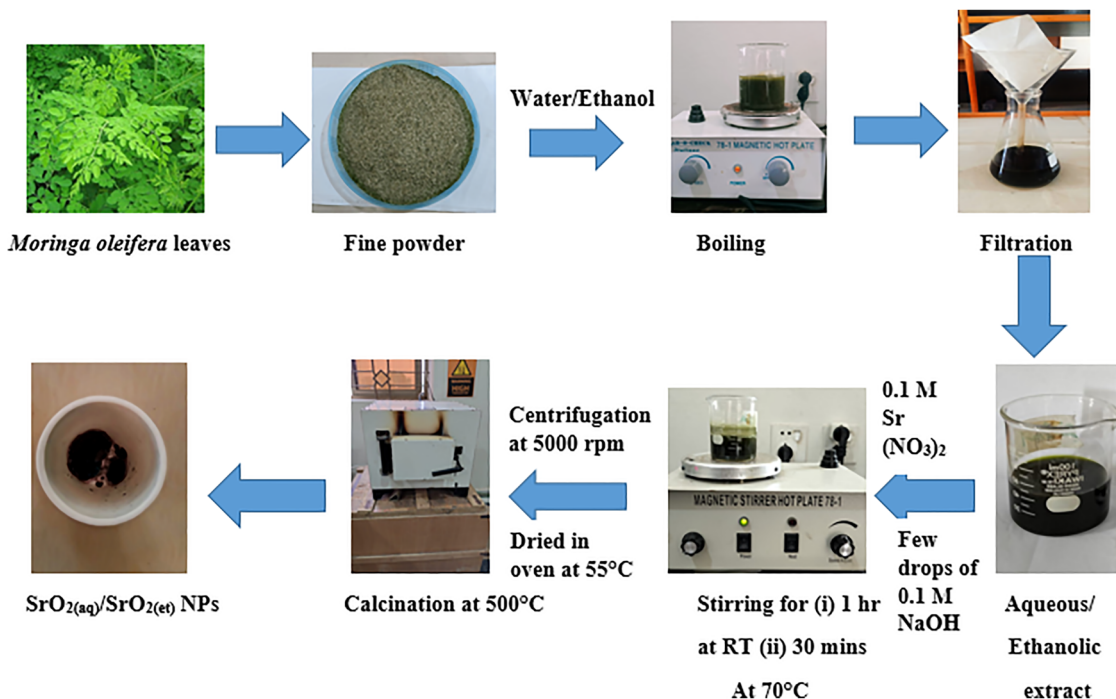 Moringa oleifera leaves
Fine powder
Water/Ethanol
78-1 MAGNETIC HOT PLATE
POWER
Boiling
Filtration
Aqueous/
Ethanolic
extract
0.1 M
Sr
(NO₃)₂
Few
drops of
0.1 M
NaOH
MAGNETIC STIRRER HOT PLATE 78-1
Stirring for (i) 1 hr
at RT (ii) 30 mins
At 70°C
Centrifugation
at 5000 rpm
Dried in
oven at 55°C
Calcination at 500°C
SrO₂(aq)/SrO₂(et) NPs